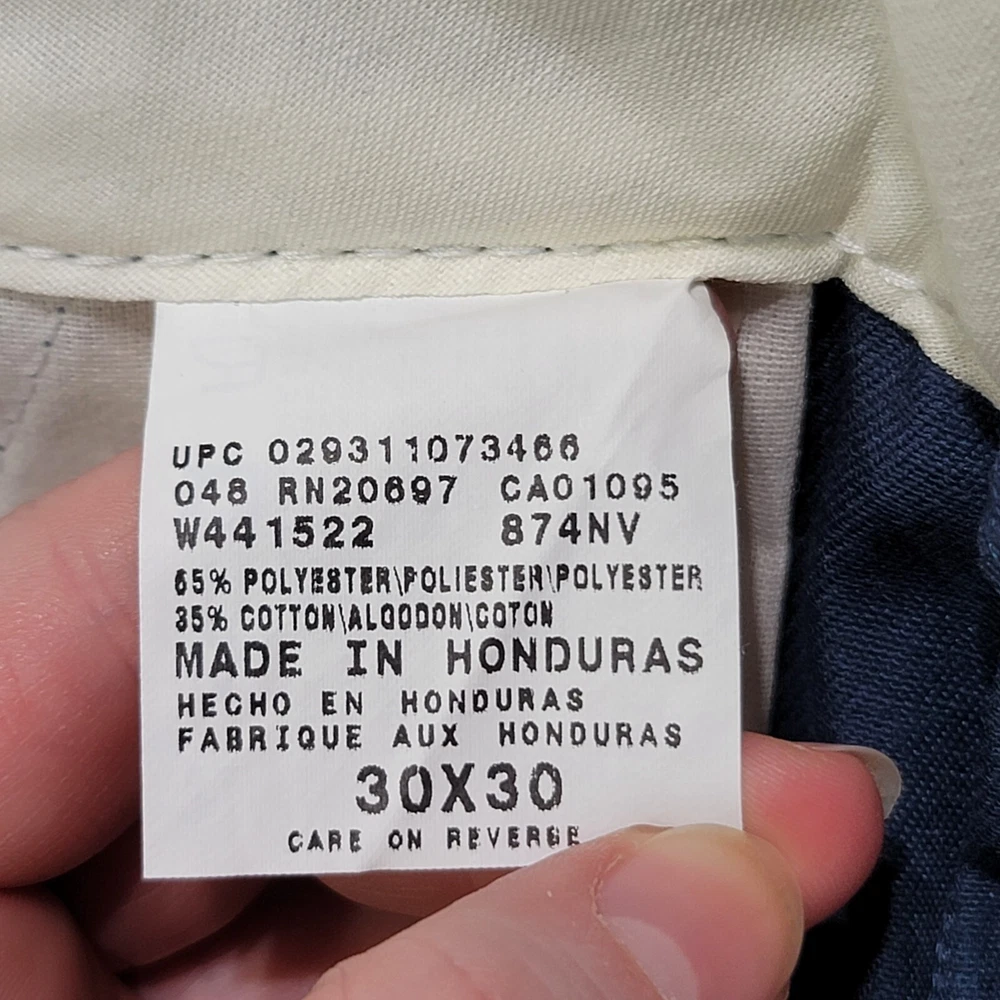 UPC 029311073466
048 RN20697 CA01095
W441522 874NV
65% POLYESTER\POLIESTER\POLYESTER
35% COTTON\ALGODON\COTON
MADE IN HONDURAS
HECHO EN HONDURAS
FABRIQUE AUX HONDURAS
30X30
CARE ON REVERSE